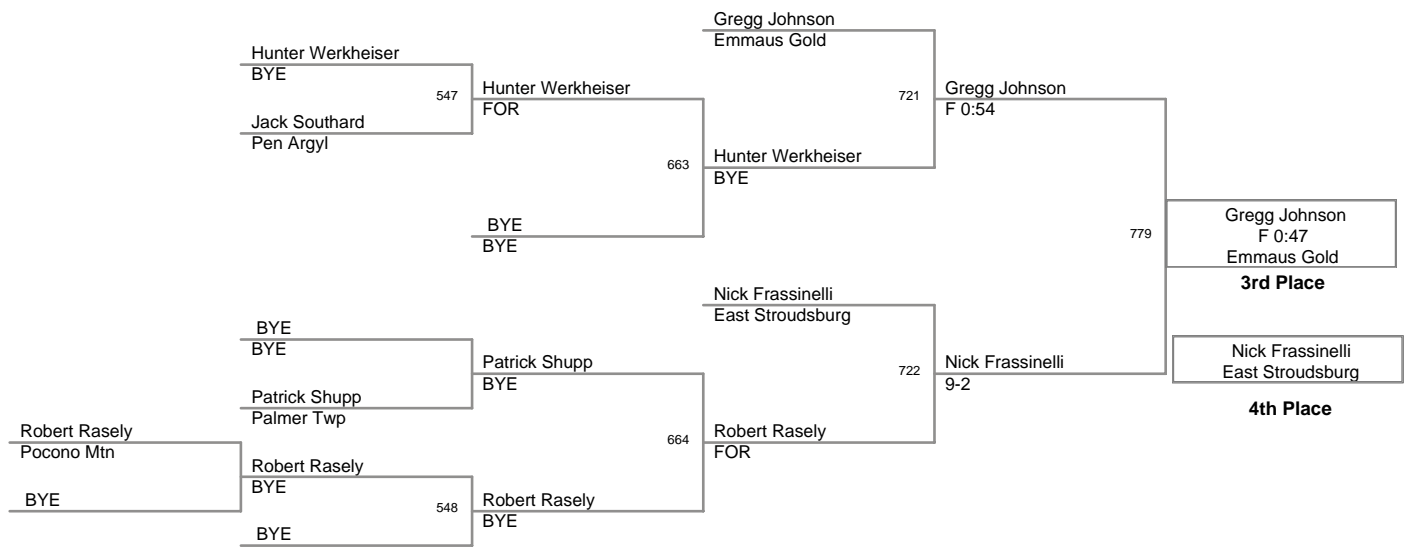 Gregg Johnson
Emmaus Gold
Hunter Werkheiser
BYE
547
Hunter Werkheiser
FOR
721
Gregg Johnson
F 0:54
Jack Southard
Pen Argyl
663
Hunter Werkheiser
BYE
BYE
BYE
779
Gregg Johnson
F 0:47
Emmaus Gold
3rd Place
Nick Frassinelli
East Stroudsburg
BYE
BYE
Patrick Shupp
BYE
722
Nick Frassinelli
9-2
Nick Frassinelli
East Stroudsburg
4th Place
Patrick Shupp
Palmer Twp
Robert Rasely
Pocono Mtn
664
Robert Rasely
FOR
Robert Rasely
BYE
BYE
548
Robert Rasely
BYE
BYE